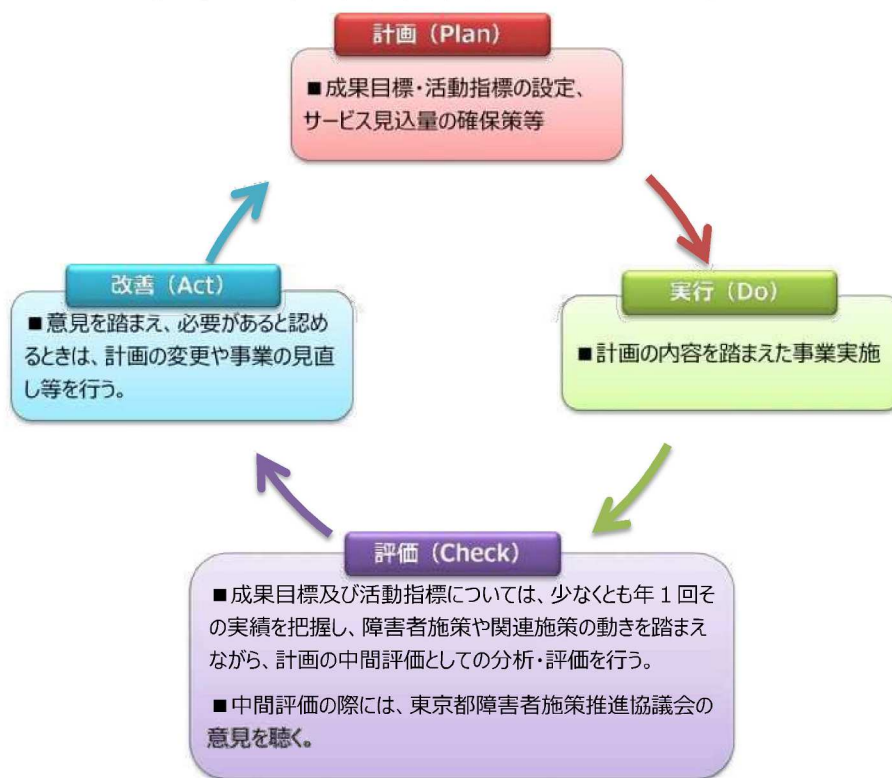 計画（Plan）
■成果目標・活動指標の設定、
サービス見込量の確保策等
改善（Act）
■意見を踏まえ、必要があると認め
るときは、計画の変更や事業の見直
し等を行う。
実行（Do）
■計画の内容を踏まえた事業実施
評価（Check）
■成果目標及び活動指標については、少なくとも年１回そ
の実績を把握し、障害者施策や関連施策の動きを踏まえ
ながら、計画の中間評価としての分析・評価を行う。
■中間評価の際には、東京都障害者施策推進協議会の
意見を聴く。